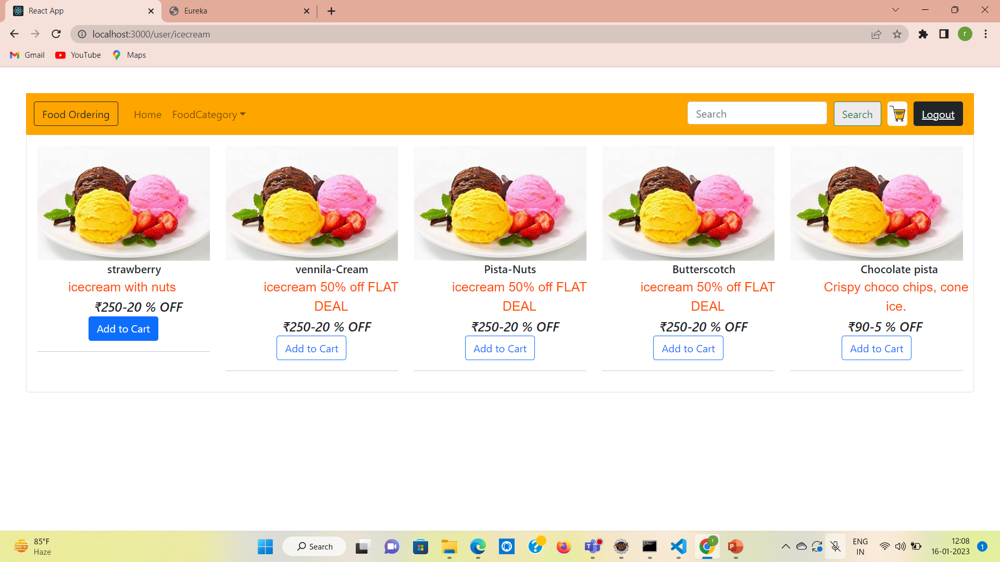 React App
Eureka
localhost:3000/user/icecream
r
Gmail
YouTube
Maps
Food Ordering
Home
FoodCategory
Search
Search
Logout
strawberry
icecream with nuts
₹250-20 % OFF
Add to Cart
vennila-Cream
icecream 50% off FLAT
DEAL
₹250-20 % OFF
Add to Cart
Pista-Nuts
icecream 50% off FLAT
DEAL
₹250-20 % OFF
Add to Cart
Butterscotch
icecream 50% off FLAT
DEAL
₹250-20 % OFF
Add to Cart
Chocolate pista
Crispy choco chips, cone
ice.
₹90-5 % OFF
Add to Cart
85°F
Haze
Search
ENG
IN
12:08
16-01-2023
1